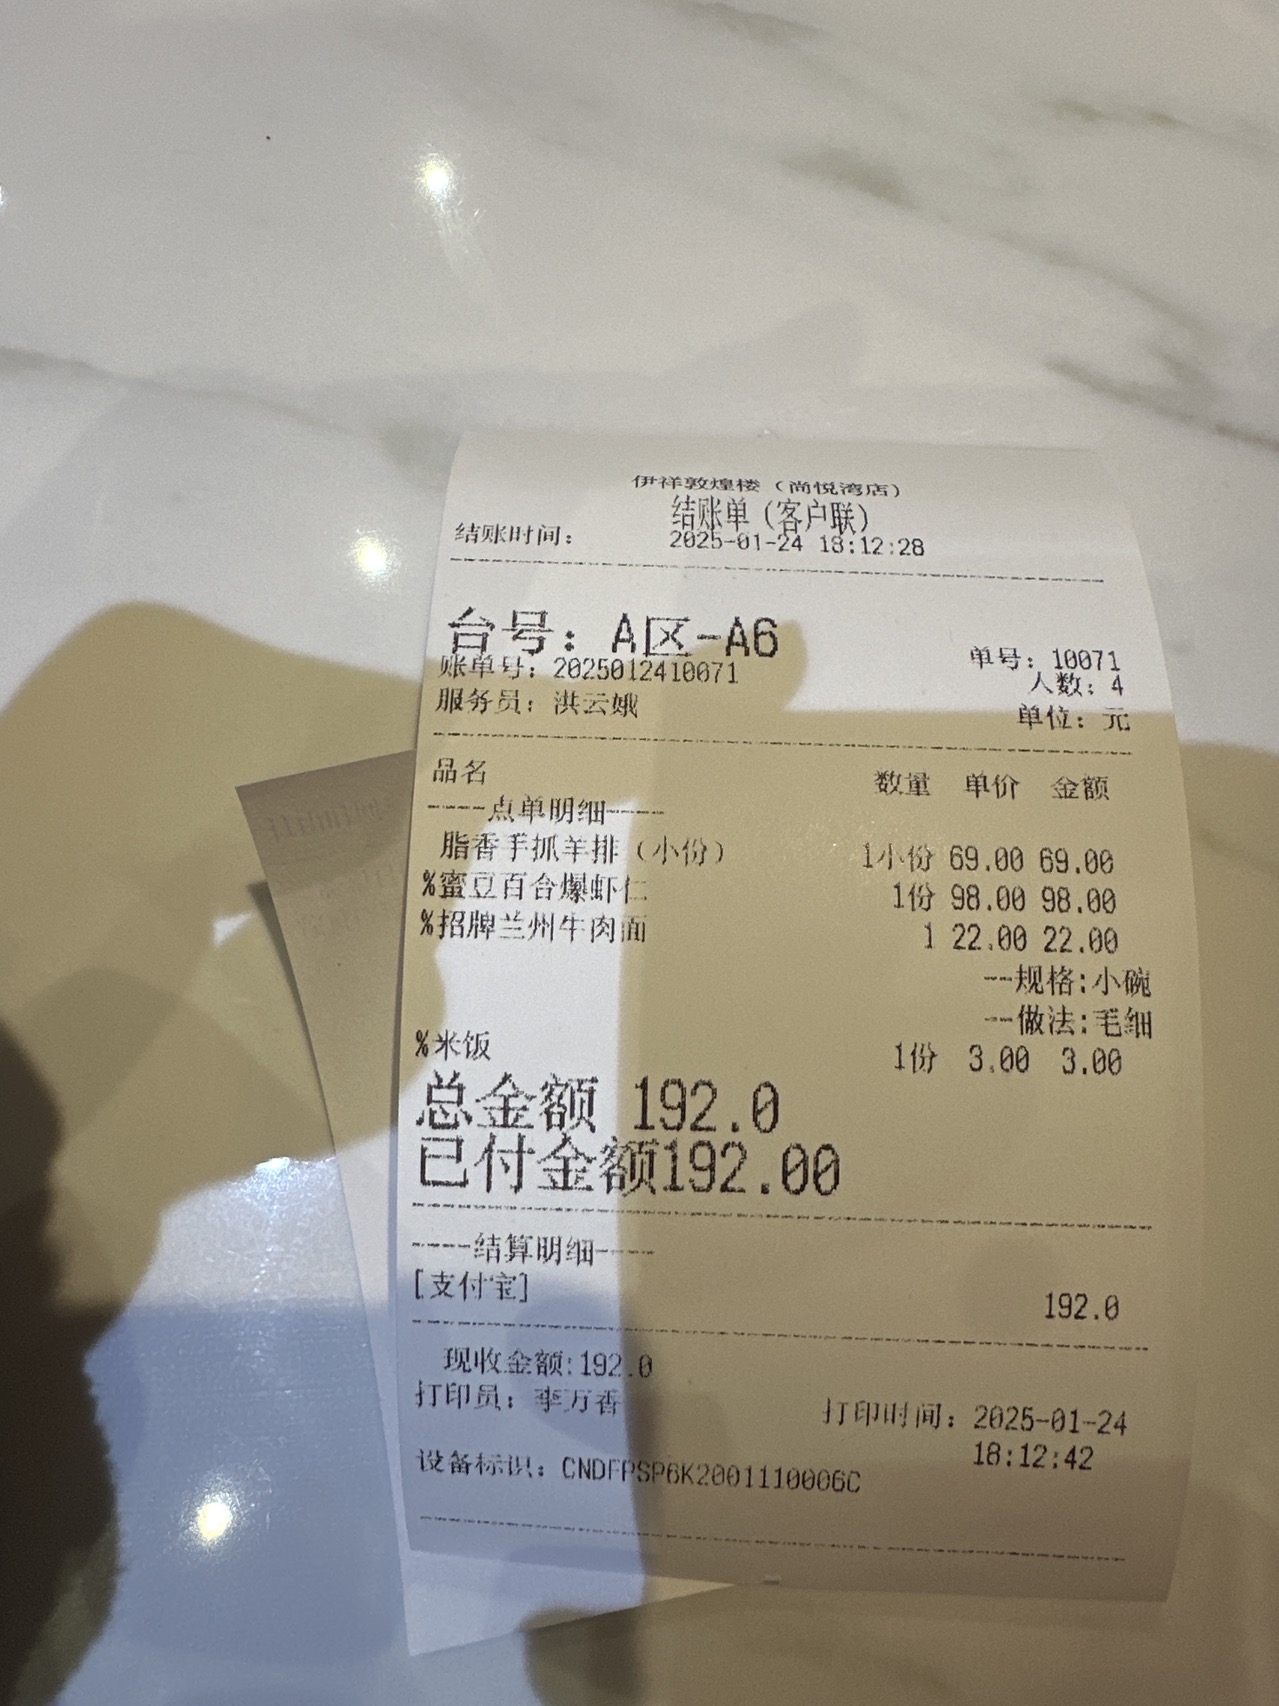 伊祥敦煌楼（尚悦湾店）
结账单（客户联）
结账时间： 2025-01-24 18:12:28
台号：A区-A6
账单号：2025012410071 单号：10071
人数：4
服务员：洪云娥 单位：元
品名 数量 单价 金额
----点单明细----
脂香手抓羊排（小份） 1小份 69.00 69.00
%蜜豆百合爆虾仁 1份 98.00 98.00
%招牌兰州牛肉面 1 22.00 22.00
--规格:小碗
--做法:毛细
%米饭 1份 3.00 3.00
总金额 192.0
已付金额192.00
----结算明细----
[支付宝] 192.0
现收金额:192.0
打印员：李万香 打印时间：2025-01-24
18:12:42
设备标识：CNDFPSP6K2001110006C